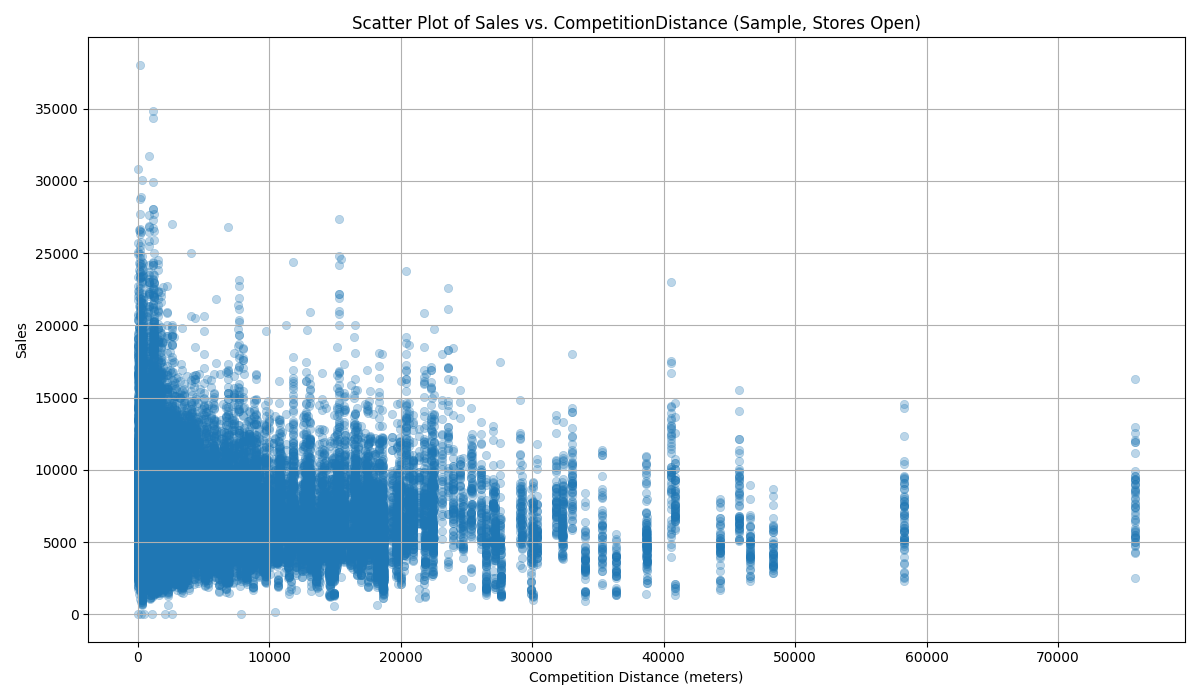 Scatter Plot of Sales vs. CompetitionDistance (Sample, Stores Open)
Sales
35000
30000
25000
20000
15000
10000
5000
0
0 10000 20000 30000 40000 50000 60000 70000
Competition Distance (meters)